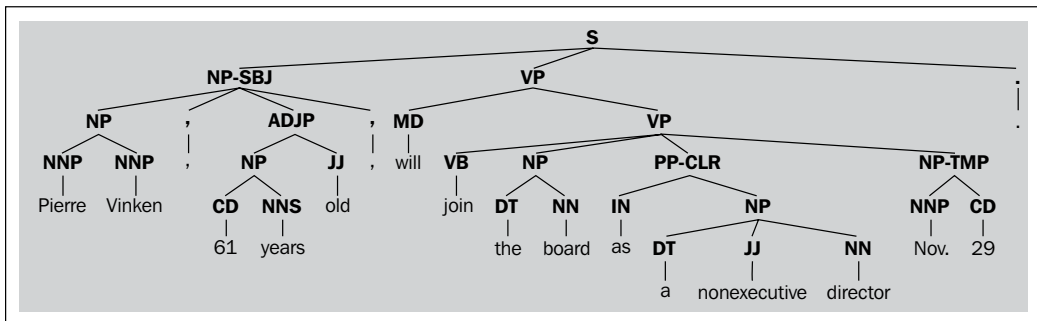 S
NP-SBJ VP .
NP , ADJP , MD VP .
NNP NNP , NP JJ , will VB NP PP-CLR NP-TMP
Pierre Vinken CD NNS old join DT NN IN NP NNP CD
61 years the board as DT JJ NN Nov. 29
a nonexecutive director